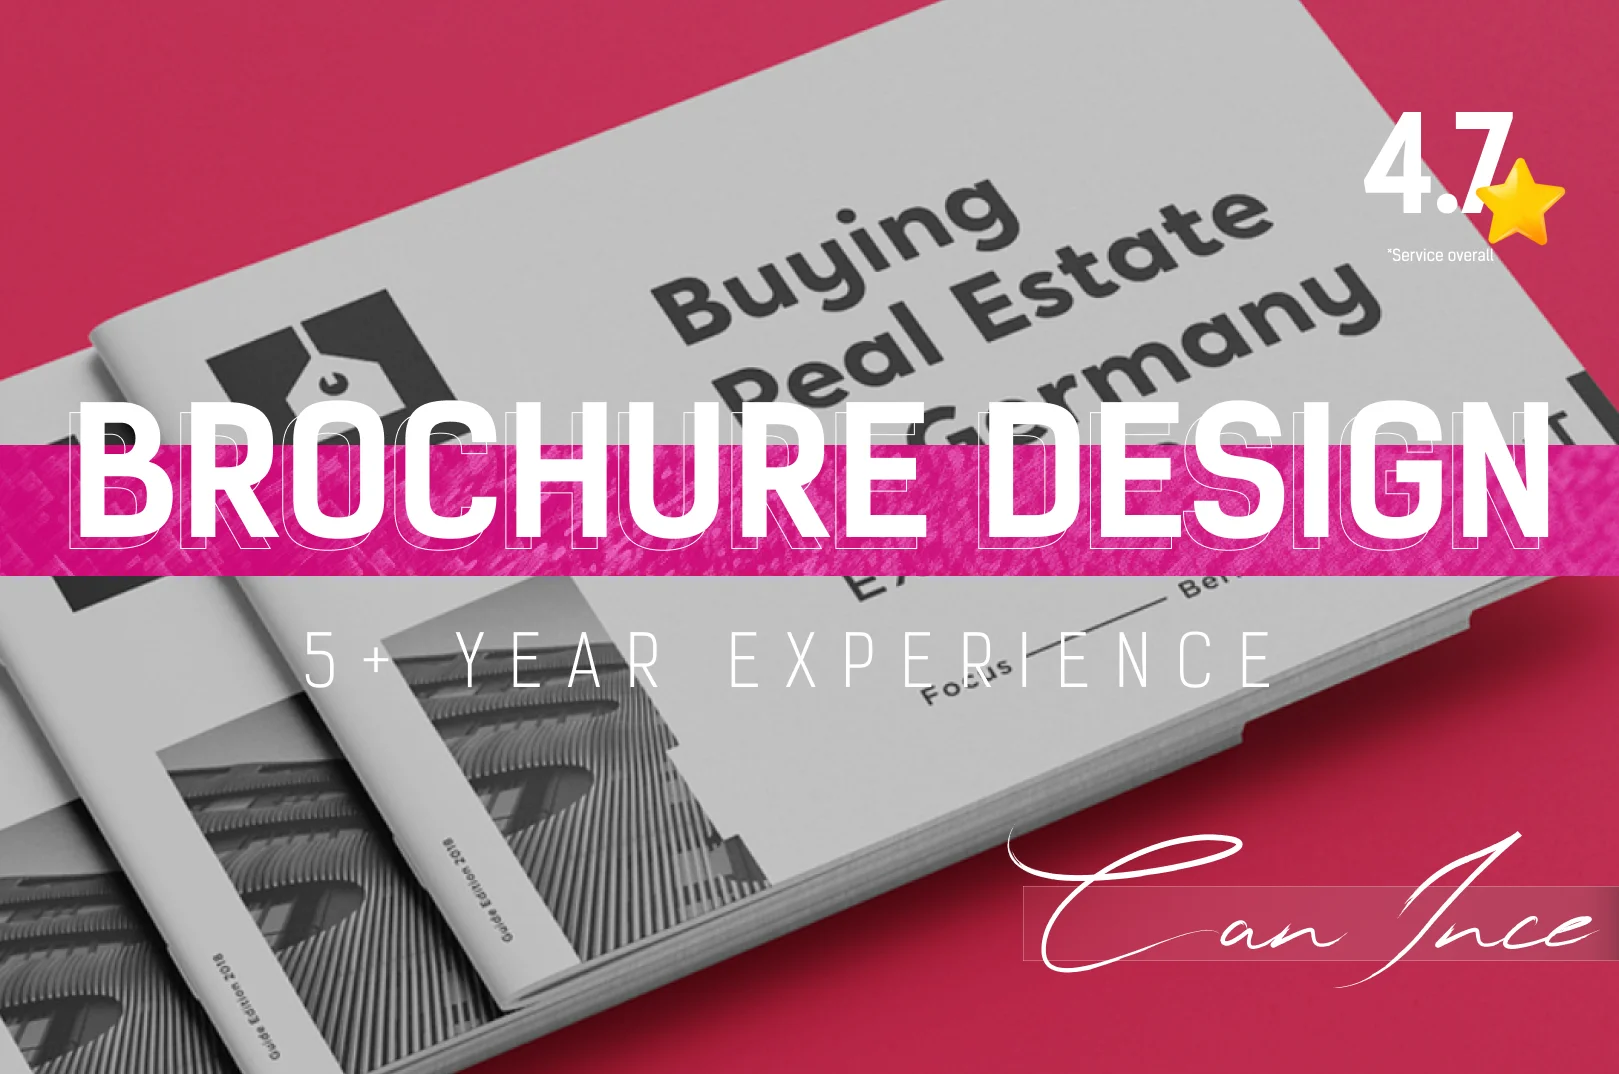 4.7
*Service overall
Buying
Real Estate
Germany
BROCHURE DESIGN
5+ YEAR EXPERIENCE
Focus
Guide Edition 2018
Guide Edition 2018
Can Ince